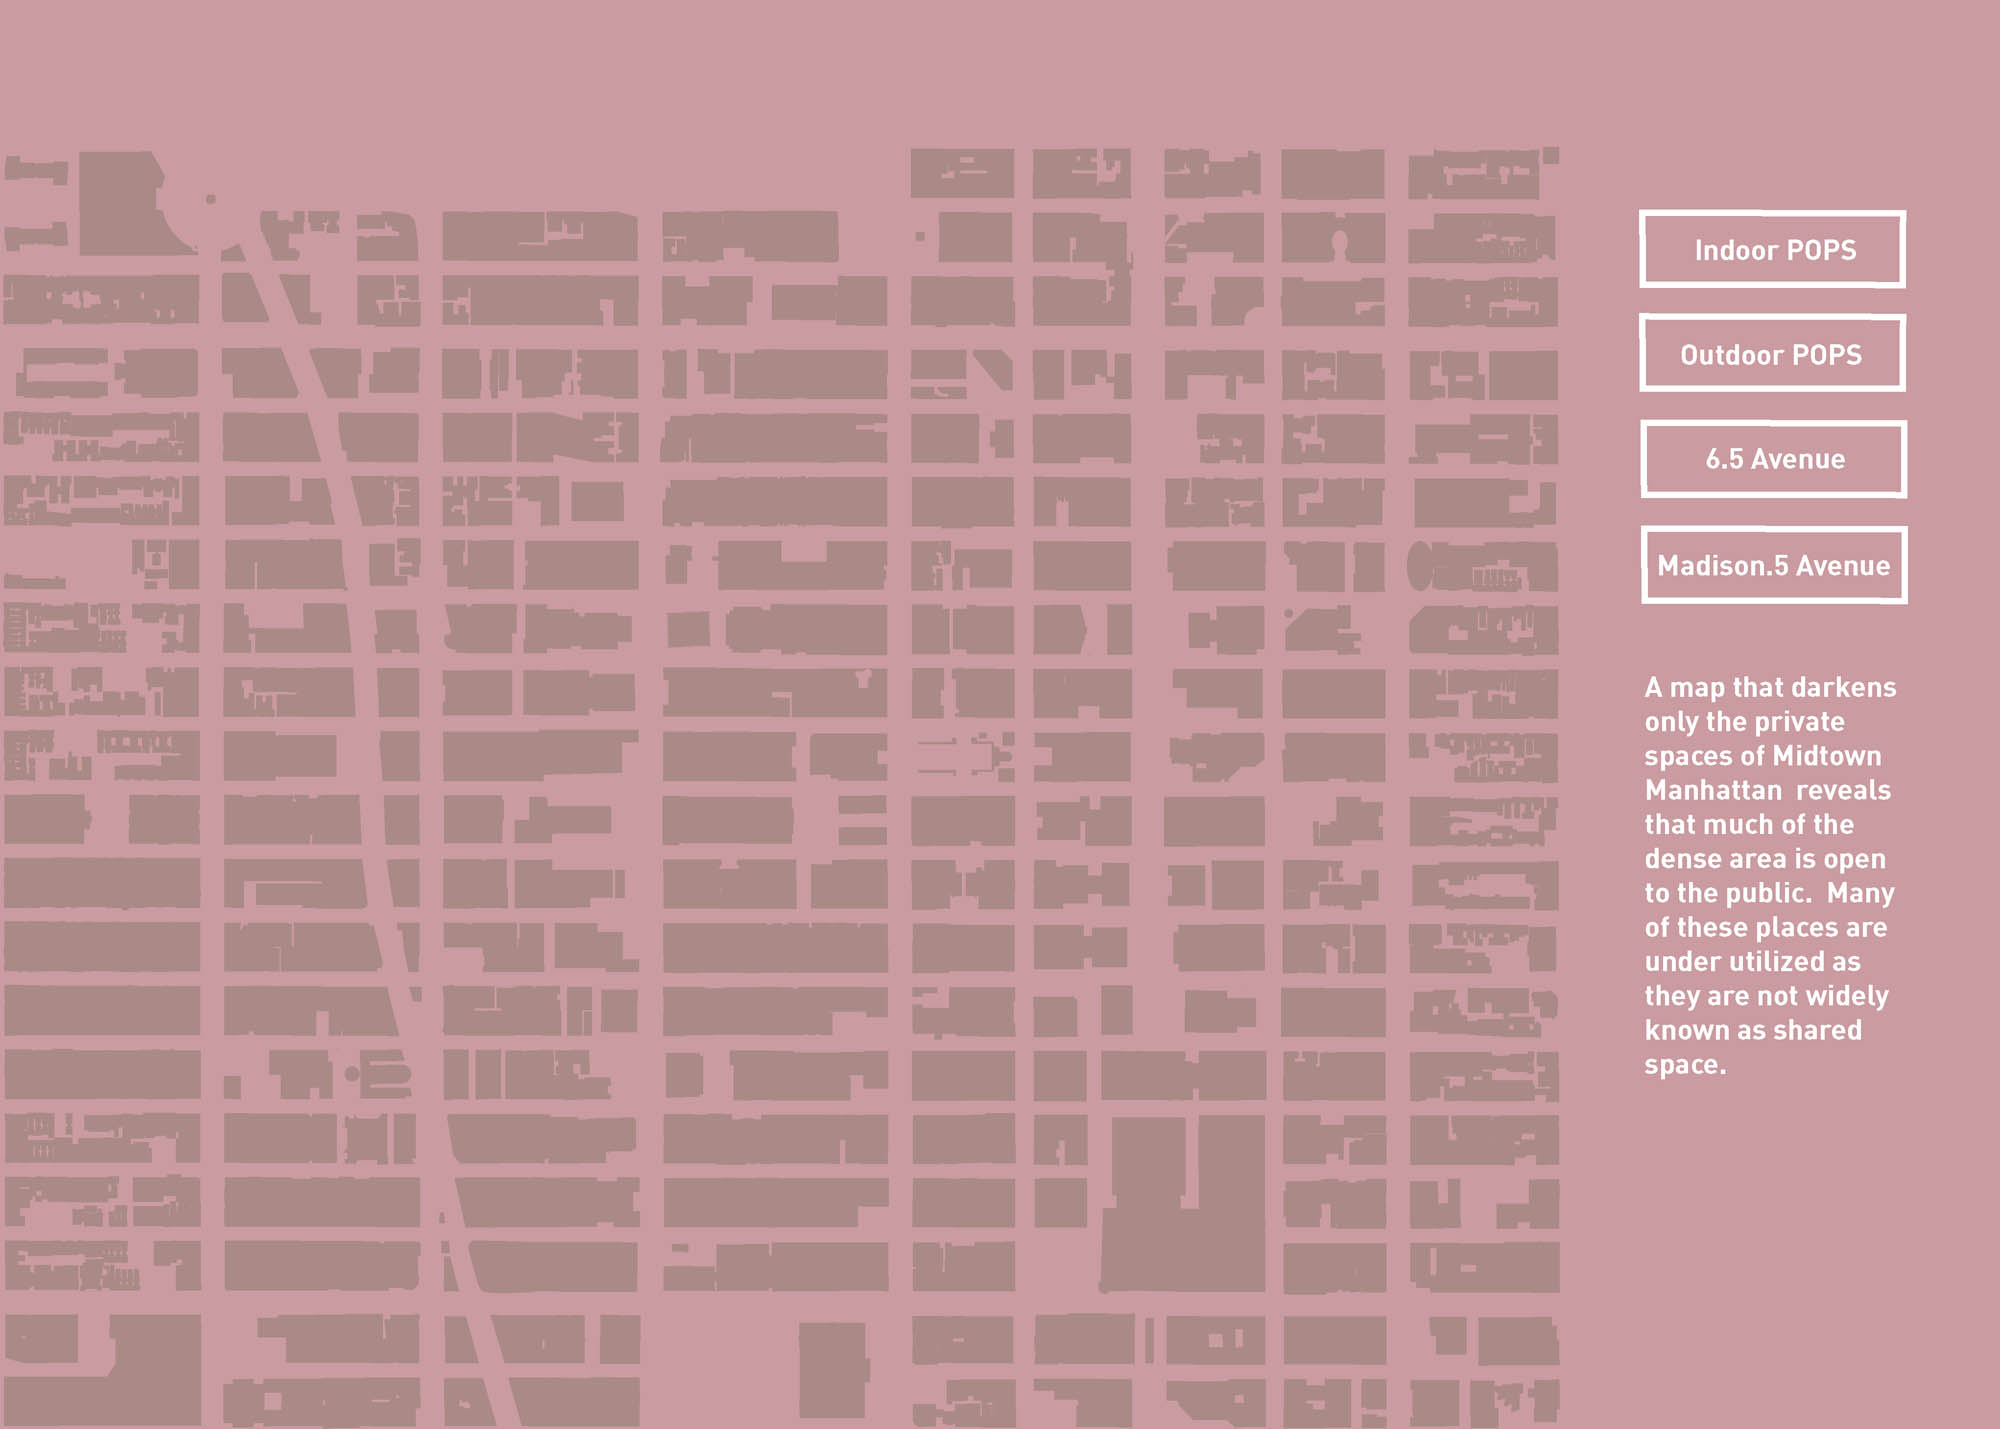 Indoor POPS
Outdoor POPS
6.5 Avenue
Madison.5 Avenue
A map that darkens
only the private
spaces of Midtown
Manhattan  reveals
that much of the
dense area is open
to the public.  Many
of these places are
under utilized as
they are not widely
known as shared
space.